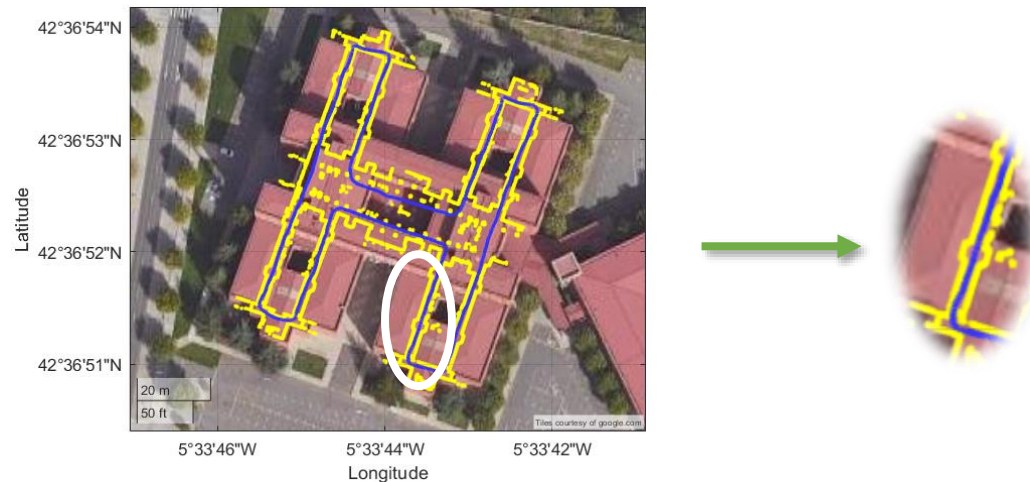 42°36'54"N
42°36'53"N
42°36'52"N
42°36'51"N
Latitude
20 m
50 ft
Tiles courtesy of google.com
5°33'46"W
5°33'44"W
5°33'42"W
Longitude